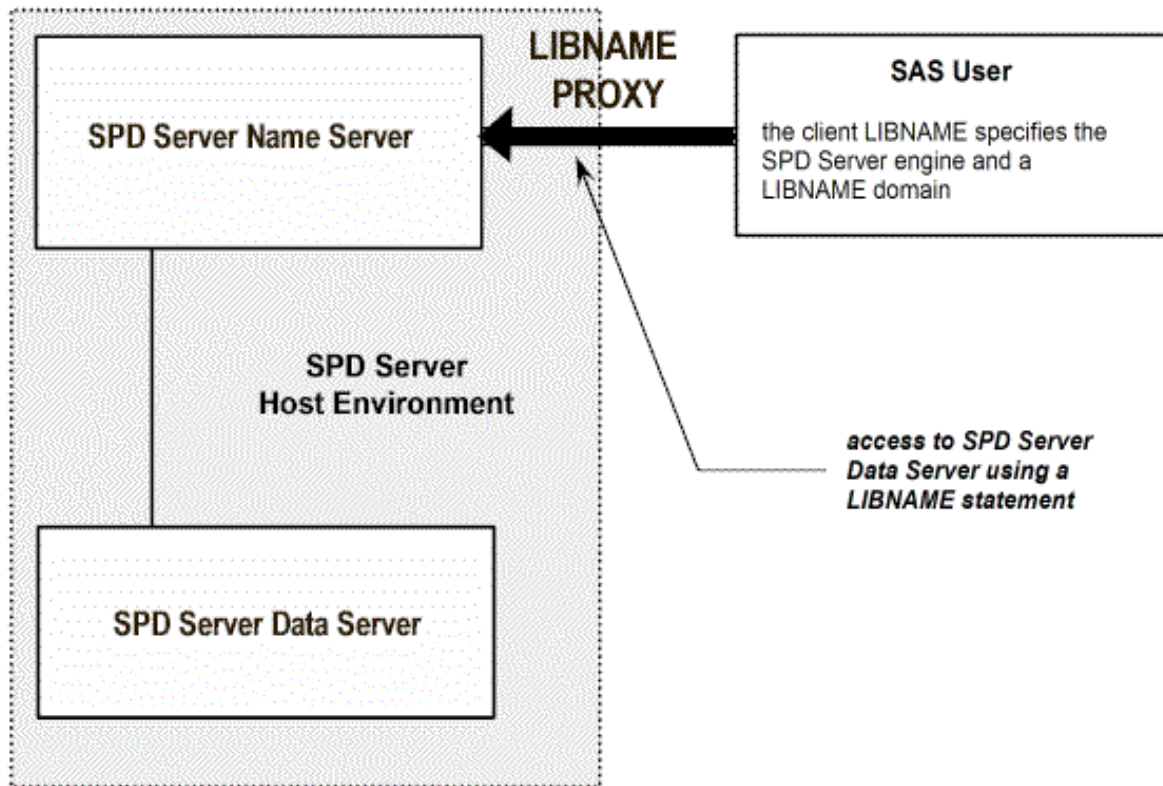 LIBNAME
PROXY
SPD Server Name Server
SAS User
the client LIBNAME specifies the
SPD Server engine and a
LIBNAME domain
SPD Server
Host Environment
access to SPD Server
Data Server using a
LIBNAME statement
SPD Server Data Server